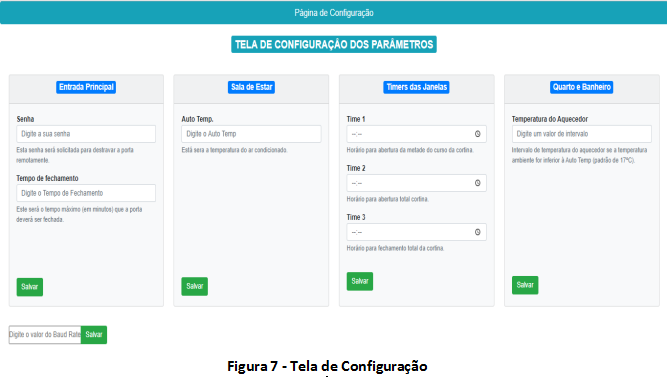 Página de Configuração
TELA DE CONFIGURAÇÃO DOS PARÂMETROS
Entrada Principal
Senha
Digite a sua senha
Esta senha será solicitada para destravar a porta
remotamente.
Tempo de fechamento
Digite o Tempo de Fechamento
Este será o tempo máximo (em minutos) que a porta
deverá ser fechada.
Salvar
Sala de Estar
Auto Temp.
Digite o Auto Temp
Está sera a temperatura do ar condicionado.
Salvar
Timers das Janelas
Time 1
--:--
Horário para abertura da metade do curso da cortina.
Time 2
--:--
Horário para abertura total cortina.
Time 3
--:--
Horário para fechamento total da cortina.
Salvar
Quarto e Banheiro
Temperatura do Aquecedor
Digite um valor de intervalo
Intervalo de temperatura do aquecedor se a temperatura
ambiente for inferior à Auto Temp (padrão de 17ºC).
Salvar
Digite o valor do Baud Rate
Salvar
Figura 7 - Tela de Configuração